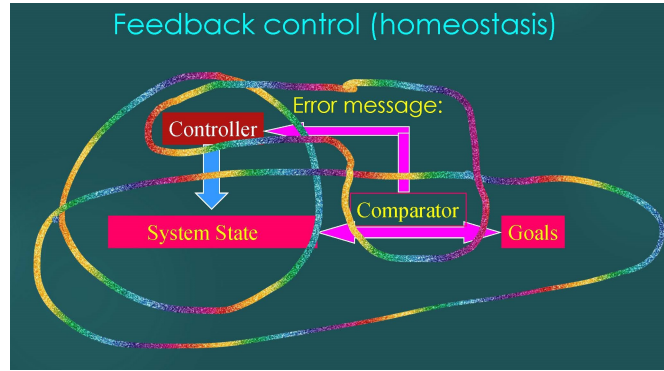 Feedback control (homeostasis)
Error message:
Controller
Comparator
System State
Goals